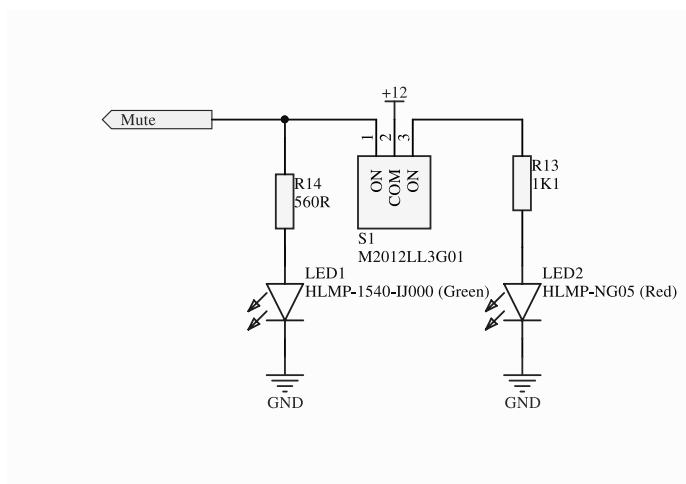 +12
Mute
1
2
3
ON
COM
ON
R14
560R
R13
1K1
S1
M2012LL3G01
LED1
HLMP-1540-IJ000 (Green)
LED2
HLMP-NG05 (Red)
GND
GND